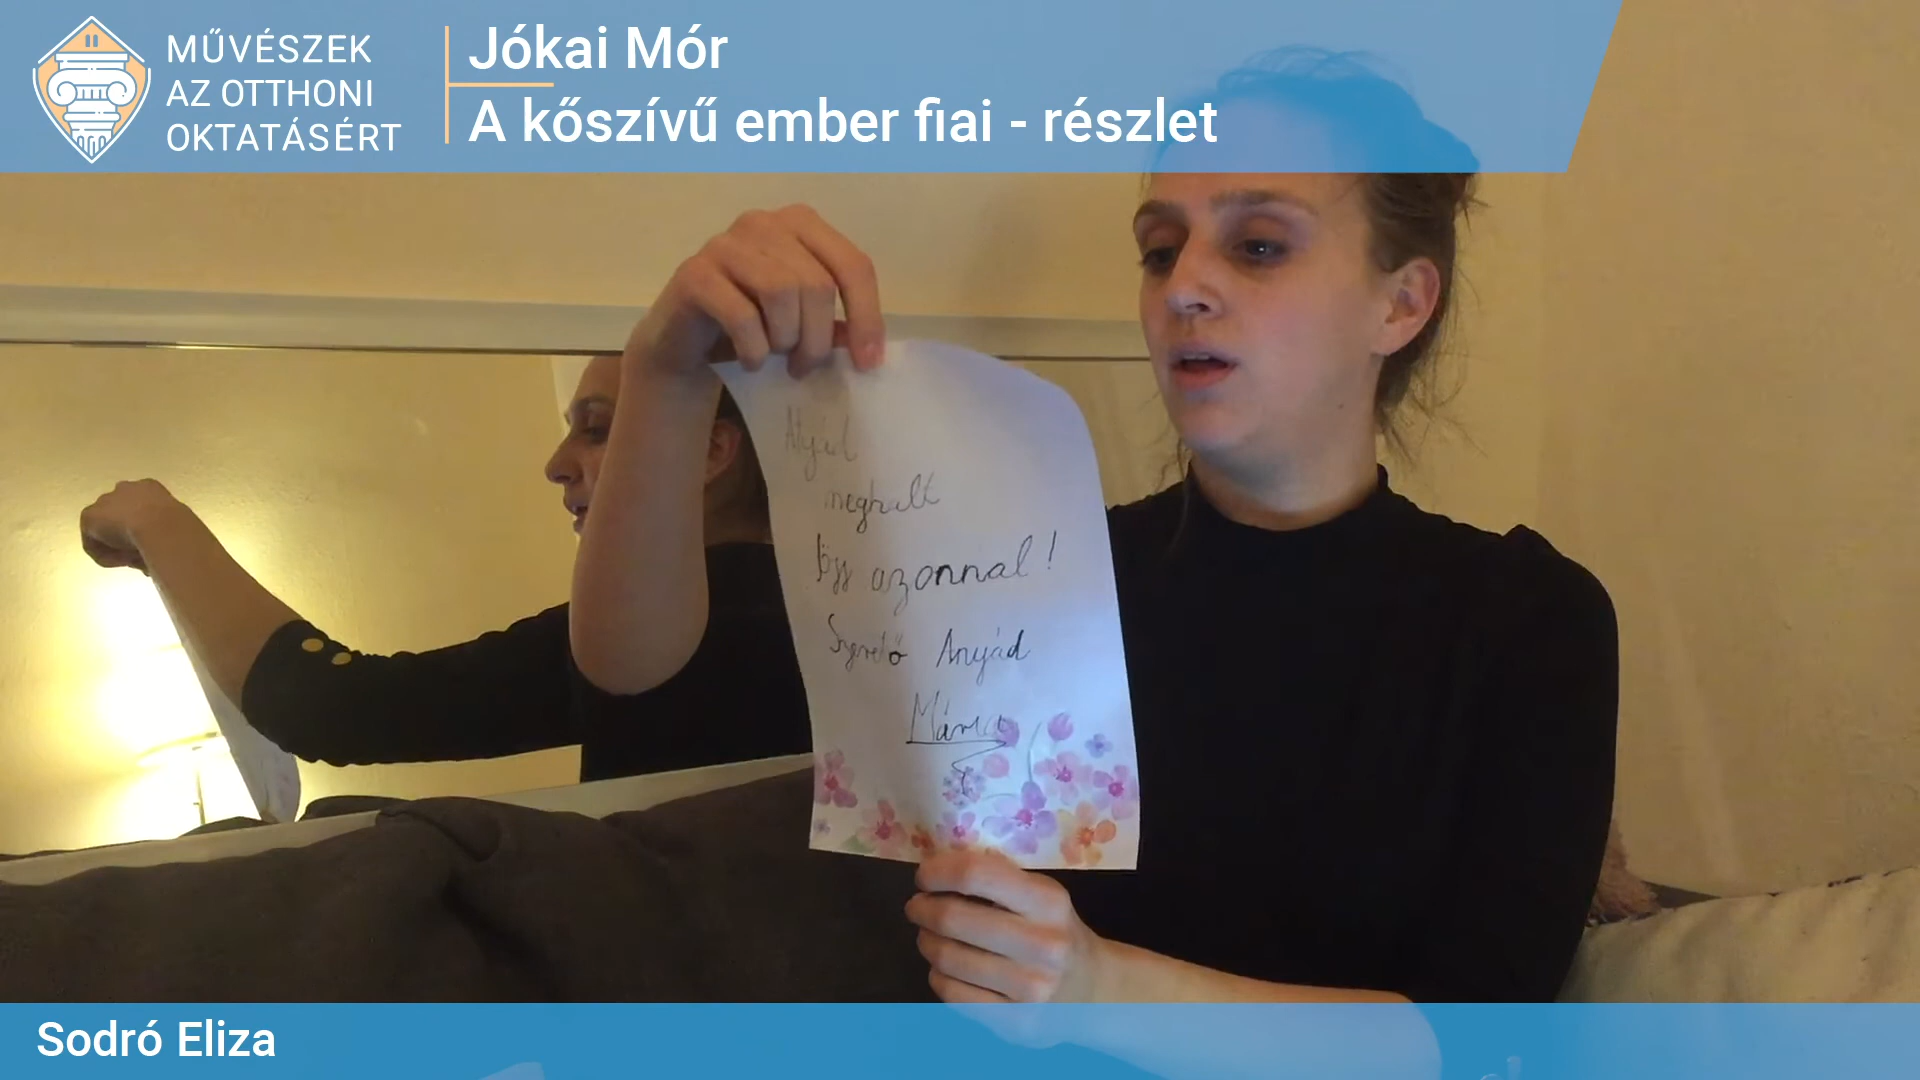 MŰVÉSZEK
AZ OTTHONI
OKTATÁSÉRT
Jókai Mór
A kőszívű ember fiai - részlet
Atyád
meghalt
Jöjj azonnal!
Szerető Anyád
Mária
Sodró Eliza